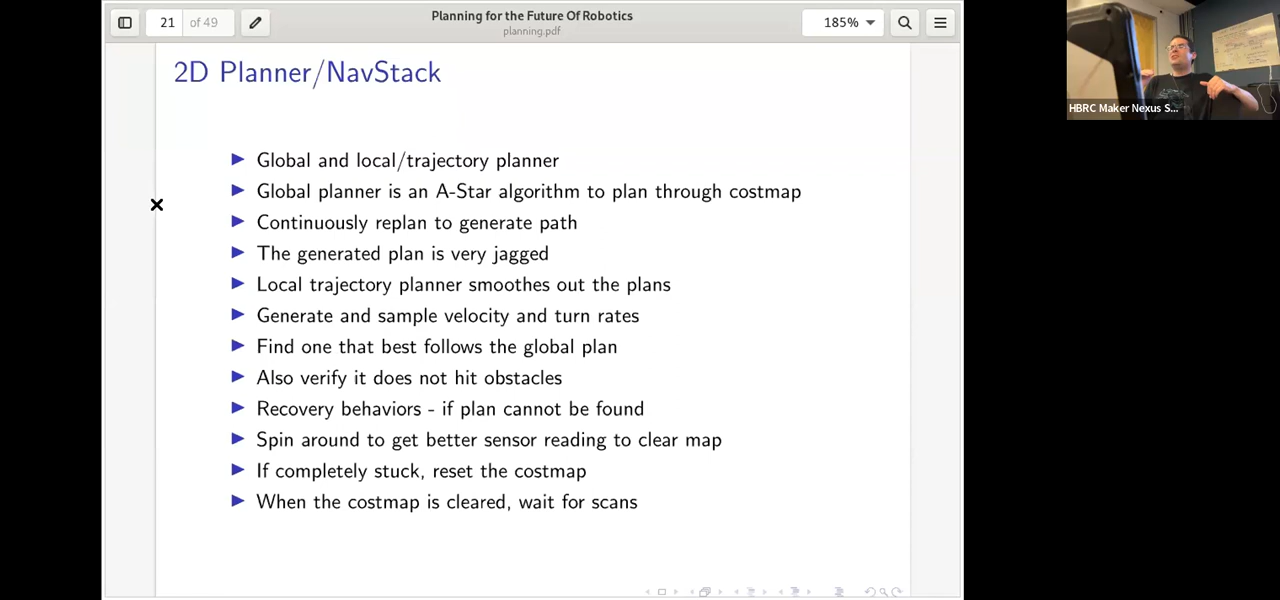 21
of 49
Planning for the Future Of Robotics
planning.pdf
185%
2D Planner/NavStack
Global and local/trajectory planner
Global planner is an A-Star algorithm to plan through costmap
Continuously replan to generate path
The generated plan is very jagged
Local trajectory planner smoothes out the plans
Generate and sample velocity and turn rates
Find one that best follows the global plan
Also verify it does not hit obstacles
Recovery behaviors - if plan cannot be found
Spin around to get better sensor reading to clear map
If completely stuck, reset the costmap
When the costmap is cleared, wait for scans
HBRC Maker Nexus S...